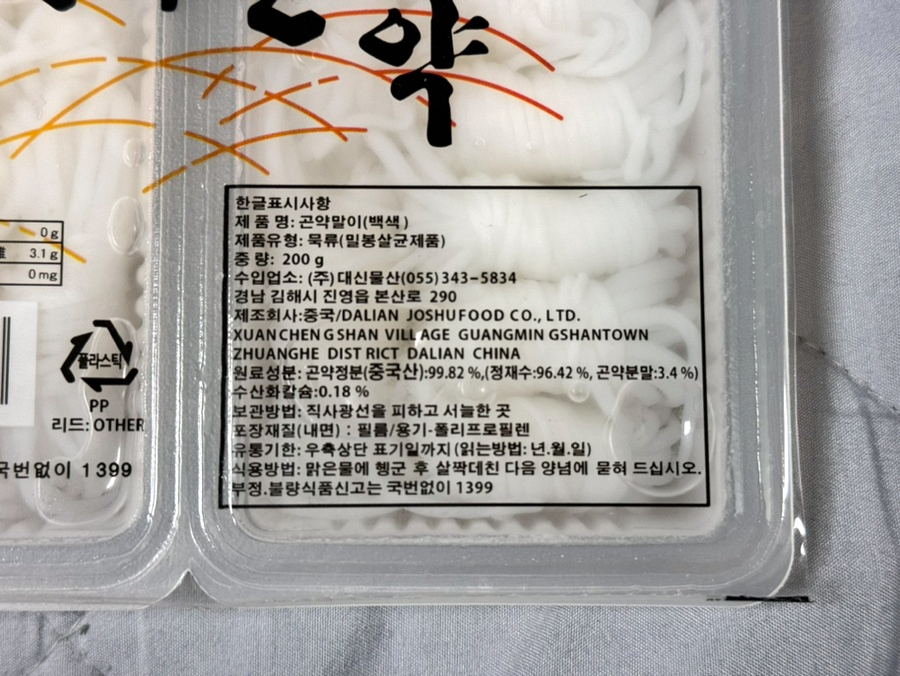 약
0g
3.1g
0mg
플라스틱
PP
리드: OTHER
국번없이 1399
한글표시사항
제 품 명: 곤약말이(백색)
제품유형: 묵류(밀봉살균제품)
중 량: 200g
수입업소: (주)대신물산(055)343-5834
경남 김해시 진영읍 본산로 290
제조회사:중국/DALIAN JOSHUFOOD CO., LTD.
XUANCHENGSHAN VILLAGE GUANGMIN GSHANTOWN
ZHUANGHE DIST RICT DALIAN CHINA
원료성분: 곤약정분(중국산):99.82%,(정재수:96.42%, 곤약분말:3.4%)
수산화칼슘:0.18%
보관방법: 직사광선을 피하고 서늘한 곳
포장재질(내면) : 필름/용기-폴리프로필렌
유통기한: 우측상단 표기일까지(읽는방법: 년.월.일)
식용방법: 맑은물에 헹군 후 살짝데친 다음 양념에 묻혀 드십시오.
부정.불량식품신고는 국번없이 1399